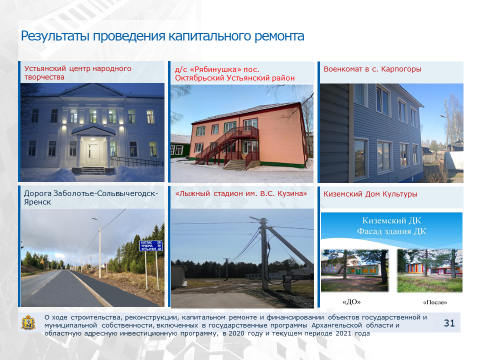 Результаты проведения капитального ремонта
Устьянский центр народного
творчества
д/с «Рябинушка» пос.
Октябрьский Устьянский район
Военкомат в с. Карпогоры
Дорога Заболотье-Сольвычегодск-
Яренск
«Лыжный стадион им. В.С. Кузина»
Киземский Дом Культуры
Киземский ДК
Фасад здания ДК
«ДО»
«После»
О ходе строительства, реконструкции, капитальном ремонте и финансировании объектов государственной и
муниципальной собственности, включенных в государственные программы Архангельской области и
областную адресную инвестиционную программу, в 2020 году и текущем периоде 2021 года
31